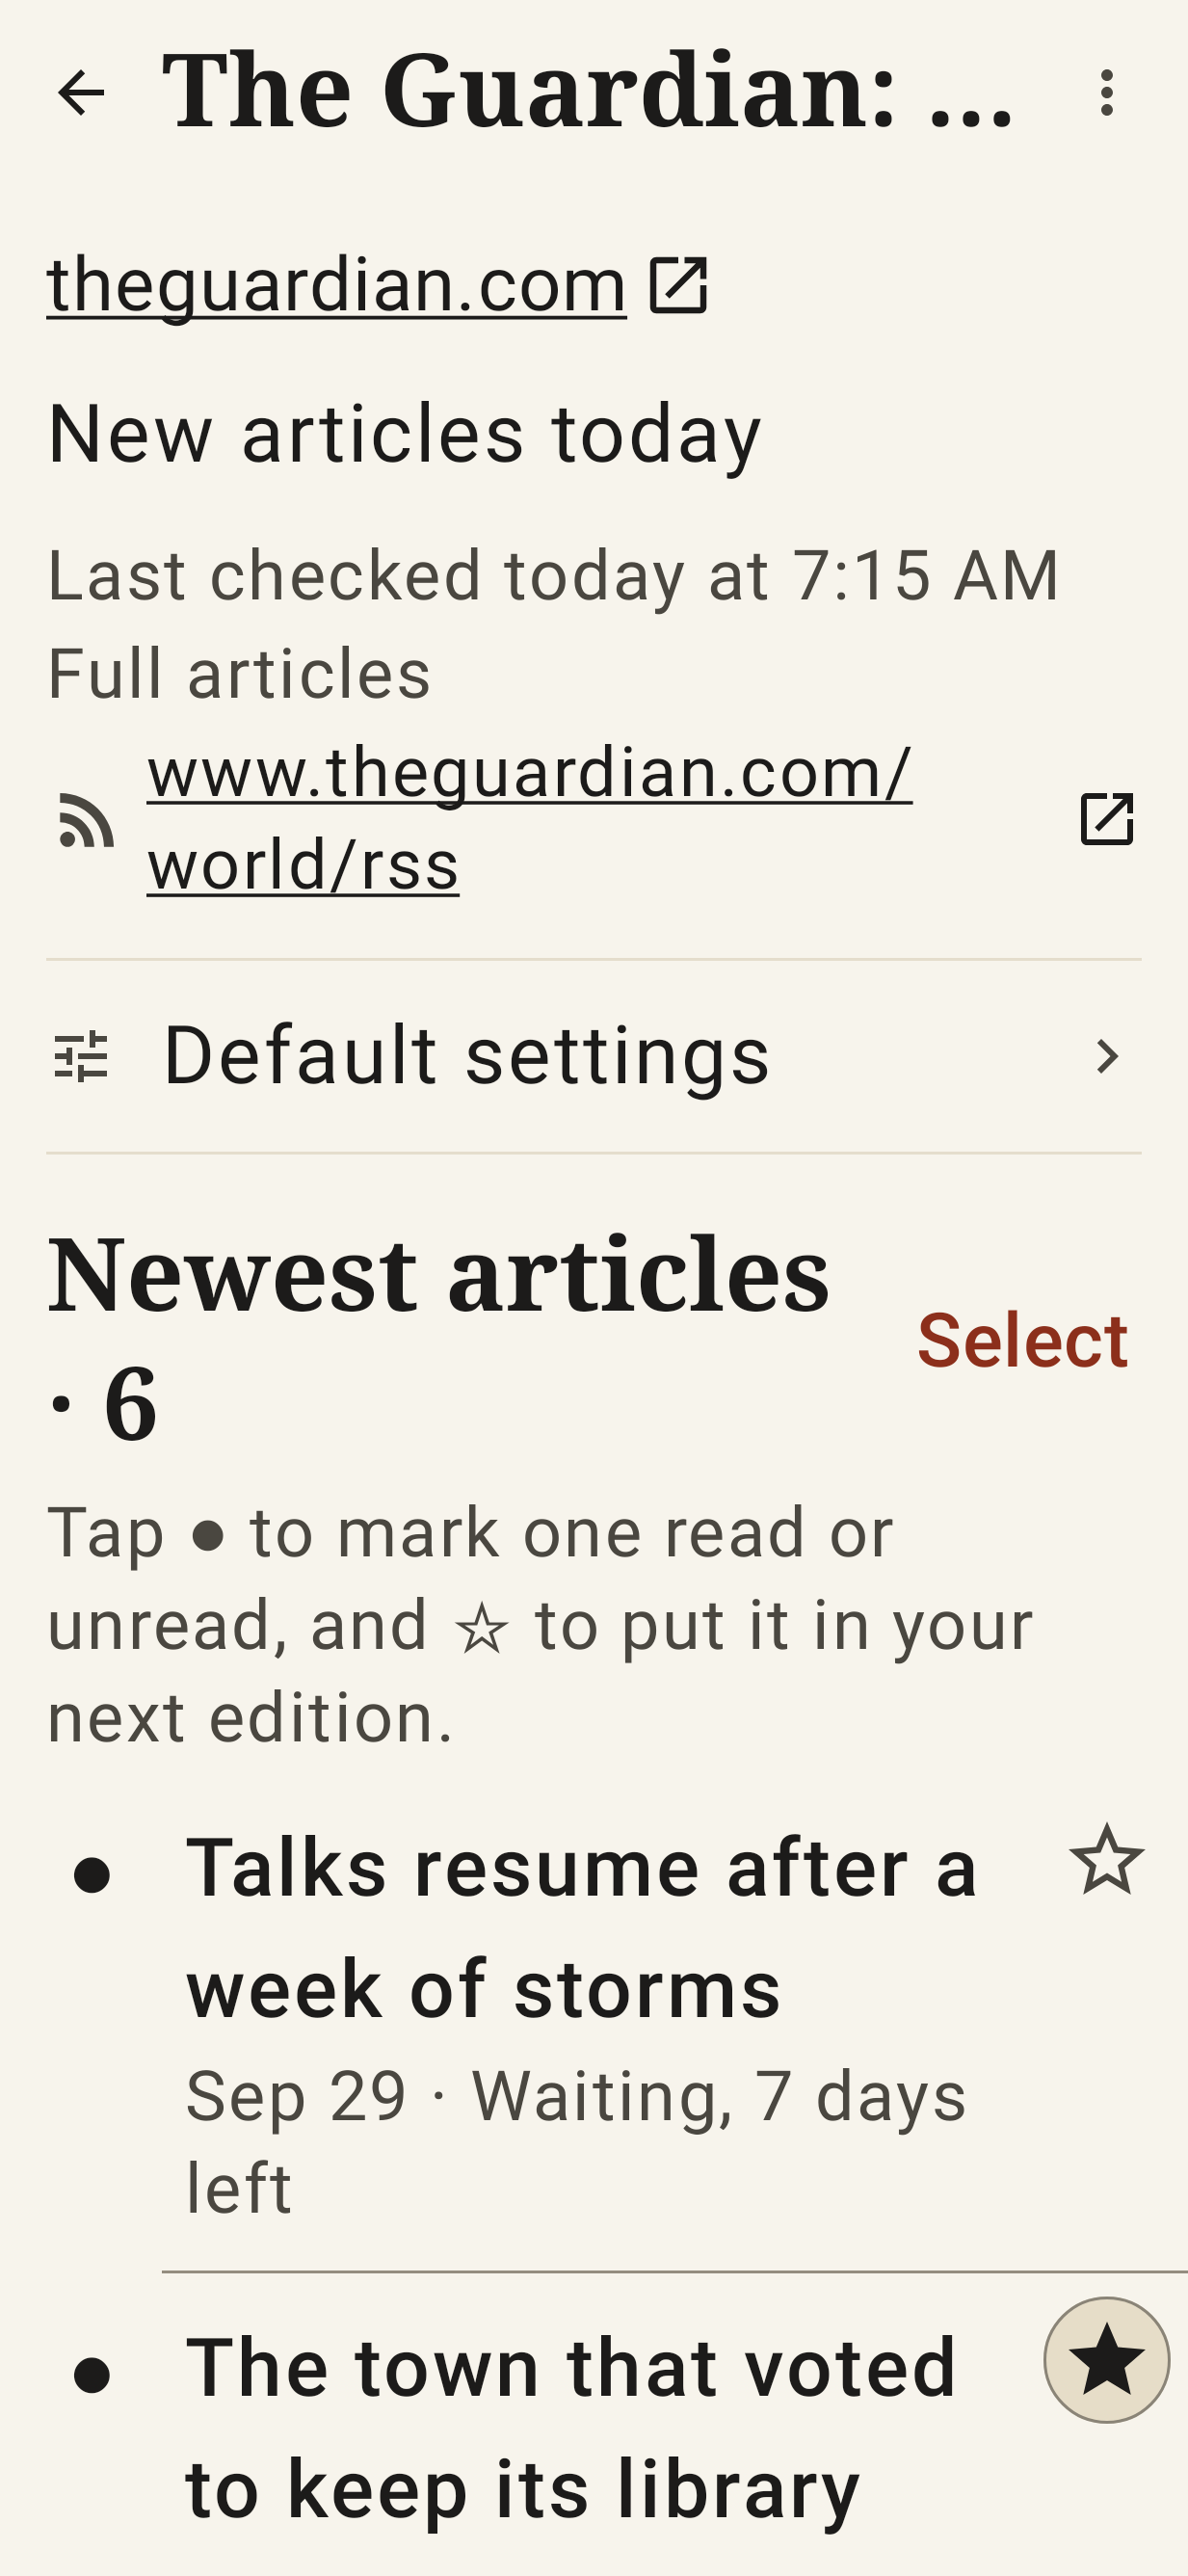 The Guardian: ...
theguardian.com
New articles today
Last checked today at 7:15 AM
Full articles
www.theguardian.com/
world/rss
Default settings
Newest articles
· 6
Select
Tap ● to mark one read or
unread, and ☆ to put it in your
next edition.
Talks resume after a
week of storms
Sep 29 · Waiting, 7 days
left
The town that voted
to keep its library